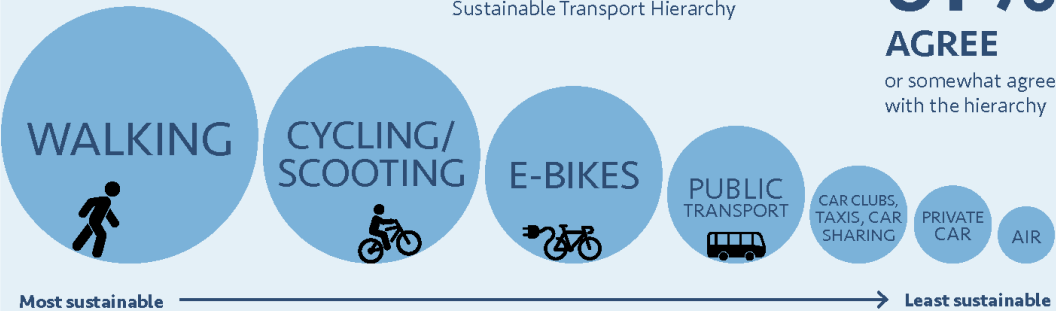 Sustainable Transport Hierarchy
AGREE
or somewhat agree
with the hierarchy
WALKING
CYCLING/
SCOOTING
E-BIKES
PUBLIC
TRANSPORT
CAR CLUBS,
TAXIS, CAR
SHARING
PRIVATE
CAR
AIR
Most sustainable
Least sustainable